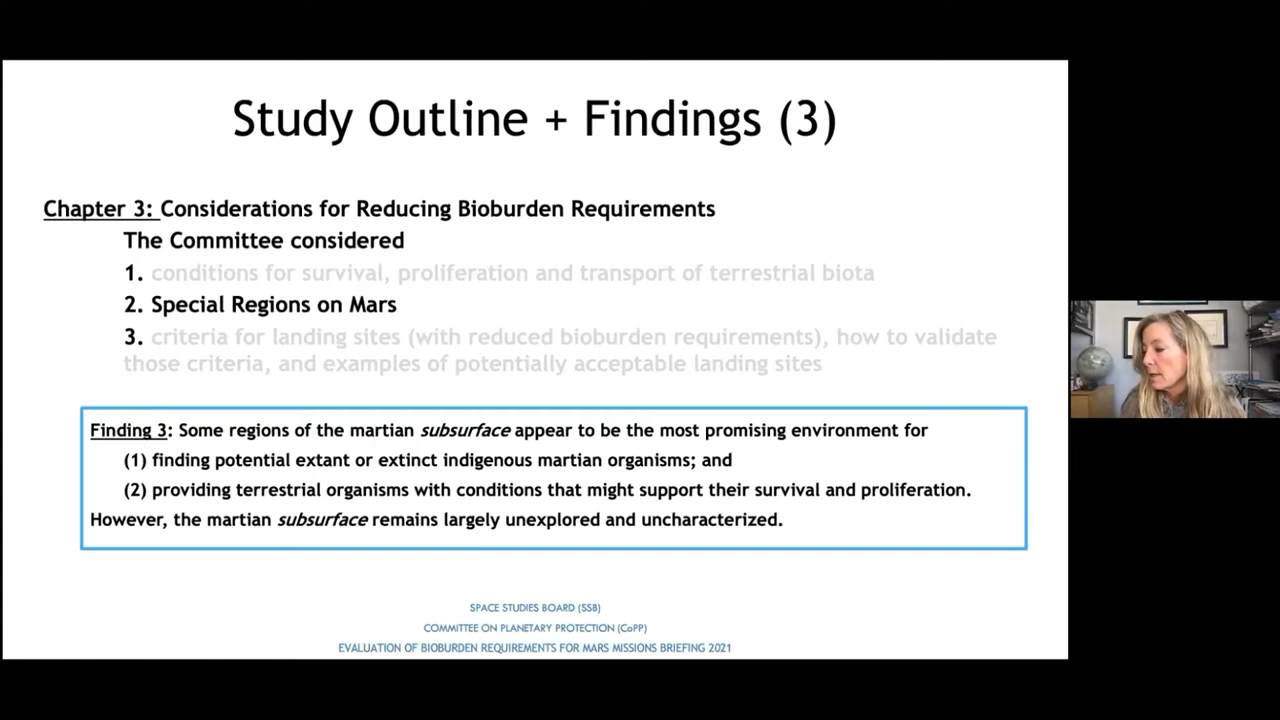 Study Outline + Findings (3)
Chapter 3: Considerations for Reducing Bioburden Requirements
The Committee considered
1. conditions for survival, proliferation and transport of terrestrial biota
2. Special Regions on Mars
3. criteria for landing sites (with reduced bioburden requirements), how to validate
those criteria, and examples of potentially acceptable landing sites
Finding 3: Some regions of the martian subsurface appear to be the most promising environment for
(1) finding potential extant or extinct indigenous martian organisms; and
(2) providing terrestrial organisms with conditions that might support their survival and proliferation.
However, the martian subsurface remains largely unexplored and uncharacterized.
SPACE STUDIES BOARD (SSB)
COMMITTEE ON PLANETARY PROTECTION (CoPP)
EVALUATION OF BIOBURDEN REQUIREMENTS FOR MARS MISSIONS BRIEFING 2021